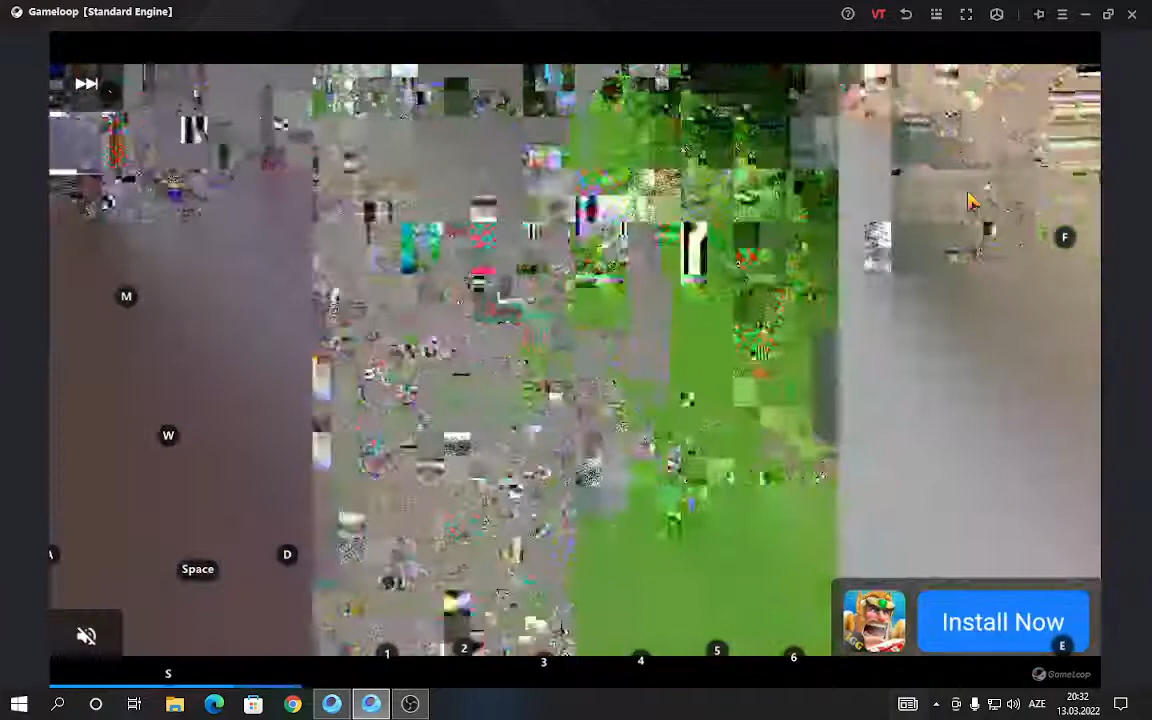 Gameloop【Standard Engine】
VT
F
M
W
A
Space
D
IGG
Install Now
E
1
2
3
4
5
6
S
GameLoop
AZE
20:32
13.03.2022